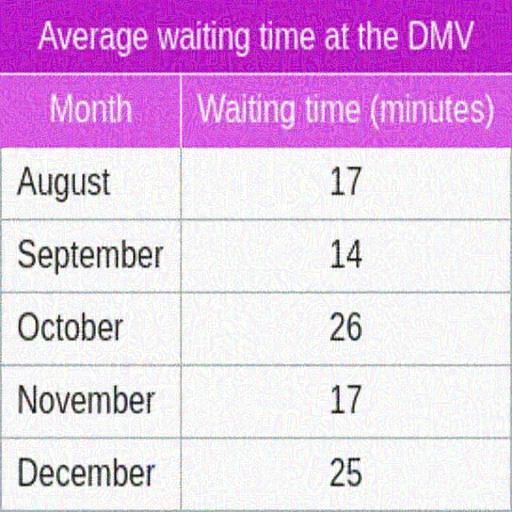 Average waiting time at the DMV
Month Waiting time (minutes)
August 17
September 14
October 26
November 17
December 25